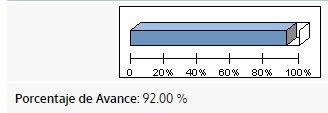 0 20% 40% 60% 80% 100%
Porcentaje de Avance: 92.00 %